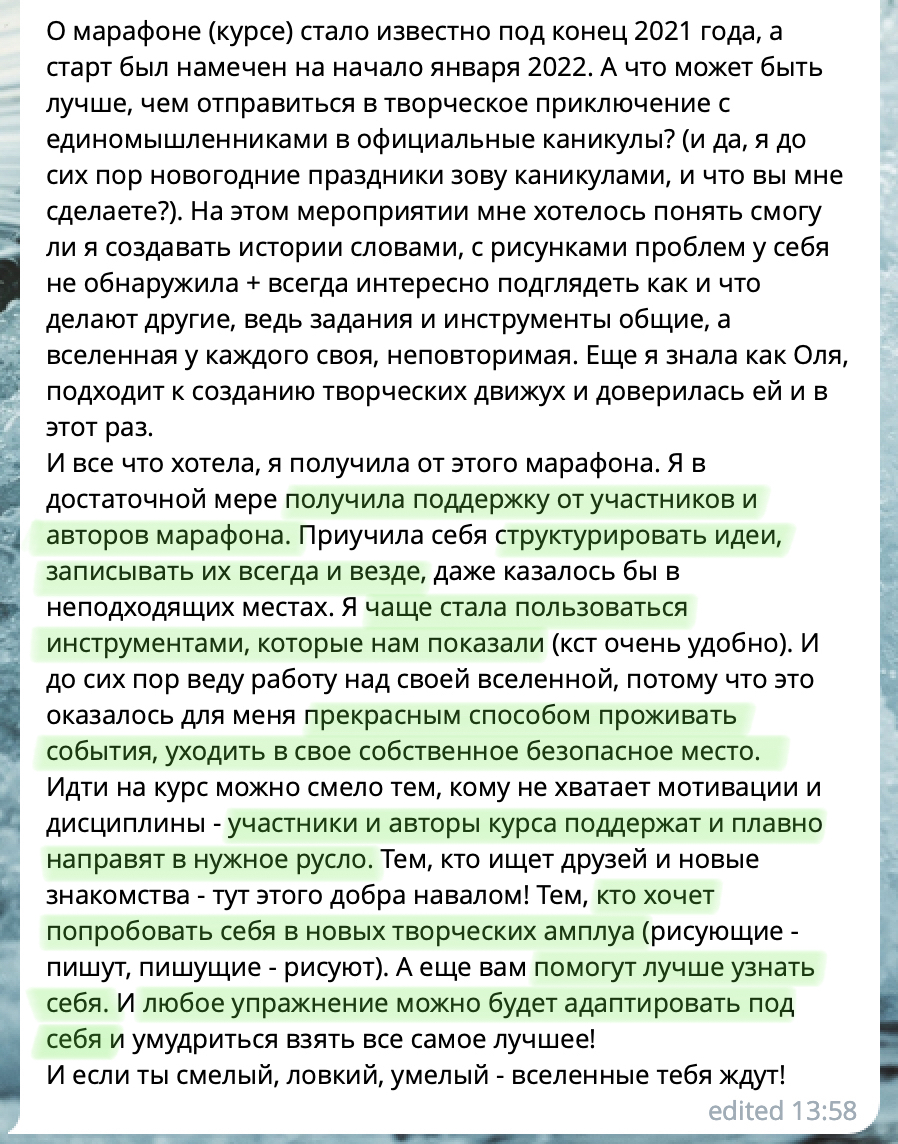 О марафоне (курсе) стало известно под конец 2021 года, а
старт был намечен на начало января 2022. А что может быть
лучше, чем отправиться в творческое приключение с
единомышленниками в официальные каникулы? (и да, я до
сих пор новогодние праздники зову каникулами, и что вы мне
сделаете?). На этом мероприятии мне хотелось понять смогу
ли я создавать истории словами, с рисунками проблем у себя
не обнаружила + всегда интересно подглядеть как и что
делают другие, ведь задания и инструменты общие, а
вселенная у каждого своя, неповторимая. Еще я знала как Оля,
подходит к созданию творческих движух и доверилась ей и в
этот раз.
И все что хотела, я получила от этого марафона. Я в
достаточной мере получила поддержку от участников и
авторов марафона. Приучила себя структурировать идеи,
записывать их всегда и везде, даже казалось бы в
неподходящих местах. Я чаще стала пользоваться
инструментами, которые нам показали (кст очень удобно). И
до сих пор веду работу над своей вселенной, потому что это
оказалось для меня прекрасным способом проживать
события, уходить в свое собственное безопасное место.
Идти на курс можно смело тем, кому не хватает мотивации и
дисциплины - участники и авторы курса поддержат и плавно
направят в нужное русло. Тем, кто ищет друзей и новые
знакомства - тут этого добра навалом! Тем, кто хочет
попробовать себя в новых творческих амплуа (рисующие -
пишут, пишущие - рисуют). А еще вам помогут лучше узнать
себя. И любое упражнение можно будет адаптировать под
себя и умудриться взять все самое лучшее!
И если ты смелый, ловкий, умелый - вселенные тебя ждут!
edited 13:58